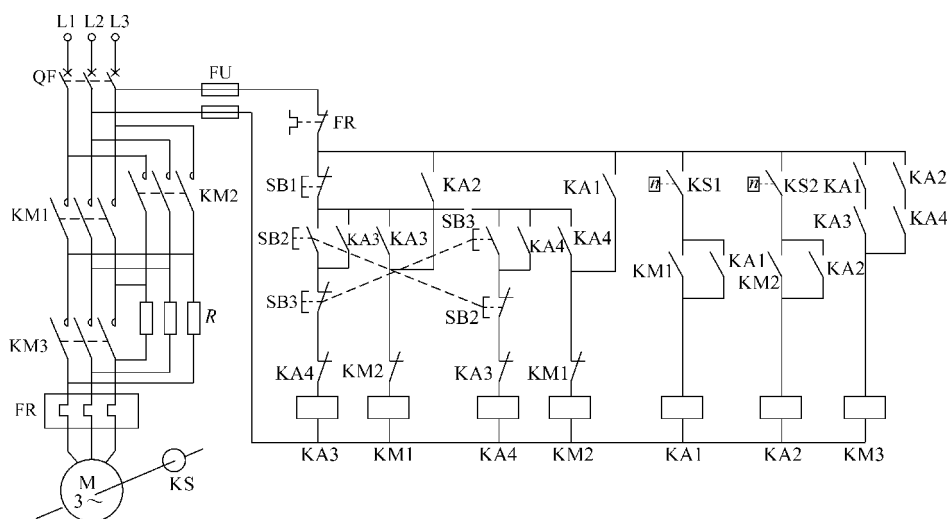 L1 L2 L3
QF
FU
FR
SB1
KA2
KA1
n
KS1
n
KS2
KA1
KA2
KM2
KM1
SB2
KA3
KA3
SB3
KA4
KA4
KA3
KA4
KM1
KA1
KM2
KA2
SB3
SB2
R
KM3
KA4
KM2
KA3
KM1
FR
KA3
KM1
KA4
KM2
KA1
KA2
KM3
M
3～
KS